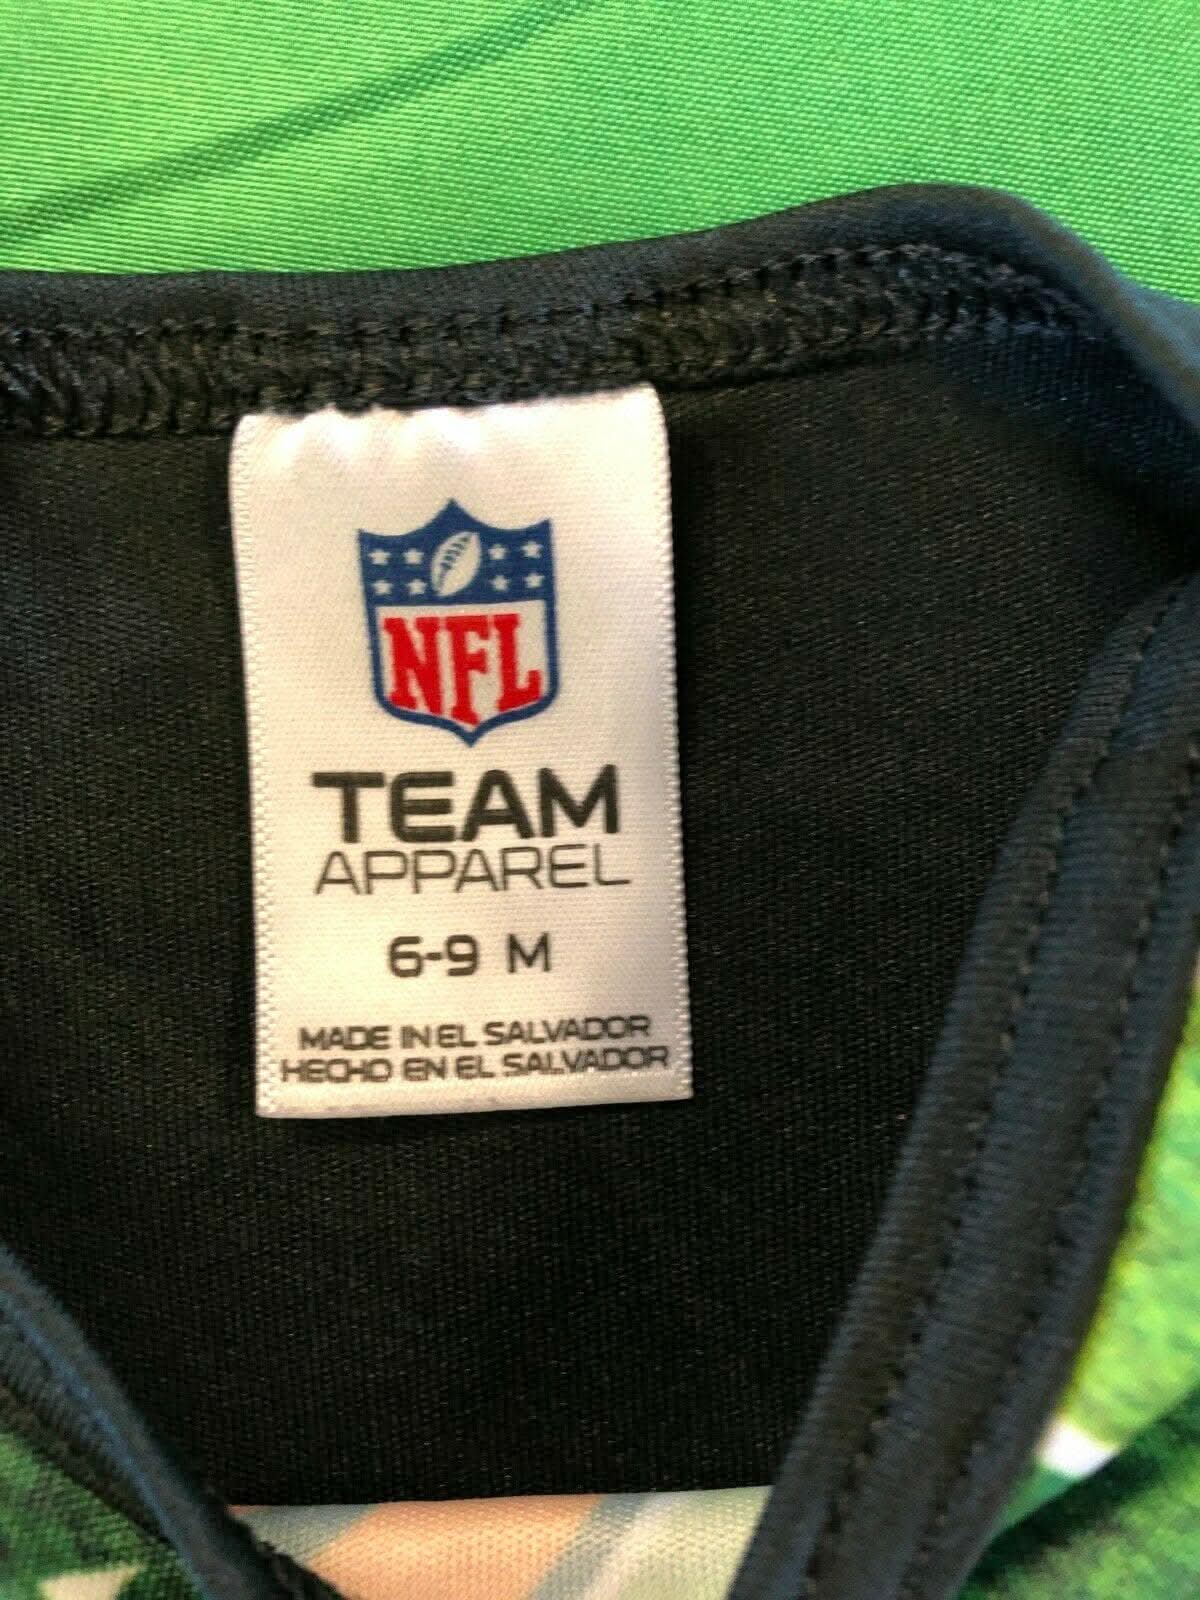 NFL
TEAM
APPAREL
6-9 M
MADE IN EL SALVADOR
HECHO EN EL SALVADOR